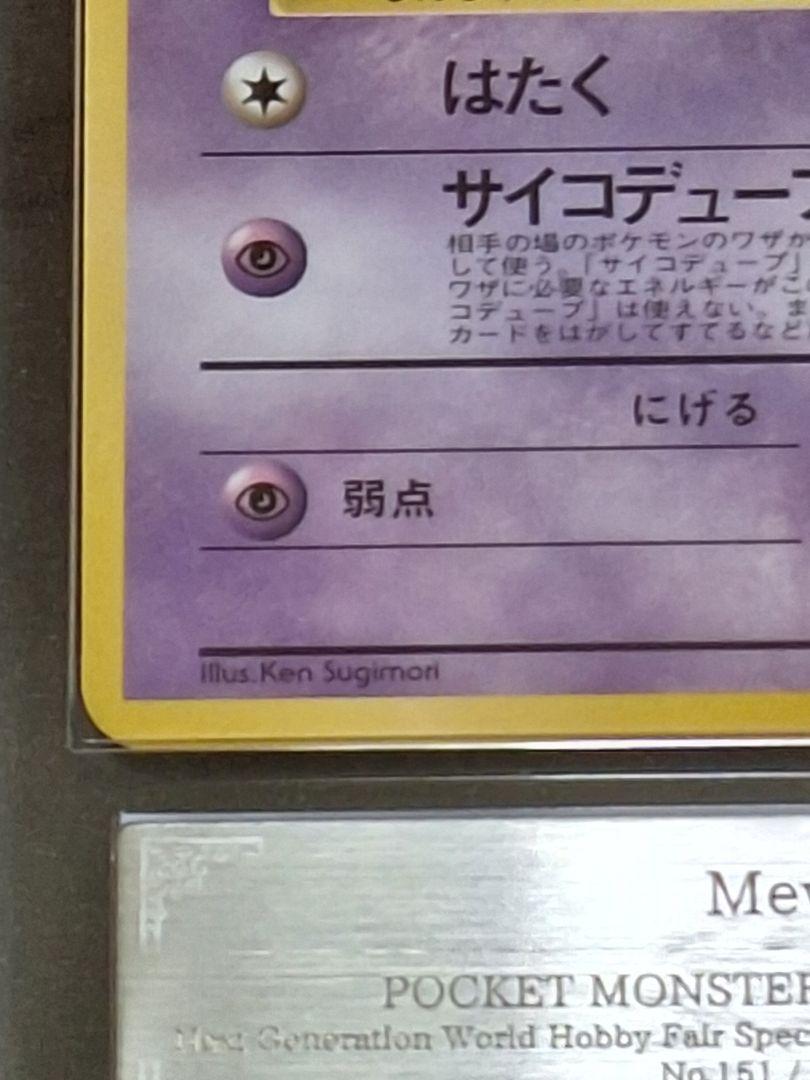 はたく
サイコデュープ
相手の場のポケモンのワザが
して使う。「サイコデューブ」
ワザに必要なエネルギーがこ
コデューブ」は使えない。ま
カードをはがしてすてるなど
にげる
弱点
Illus.Ken Sugimori
Mew
POCKET MONSTER
Next Generation World Hobby Fair Spec
No.151 /